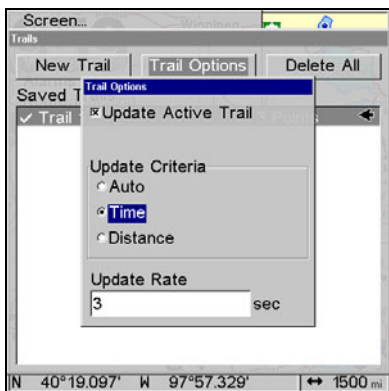 Screen...
Trails
New Trail Trail Options Delete All
Saved T
Trail
Trail Options
Update Active Trail
Update Criteria
Auto
Time
Distance
Update Rate
3 sec
N 40°19.097' W 97°57.329' ↔ 1500 mi